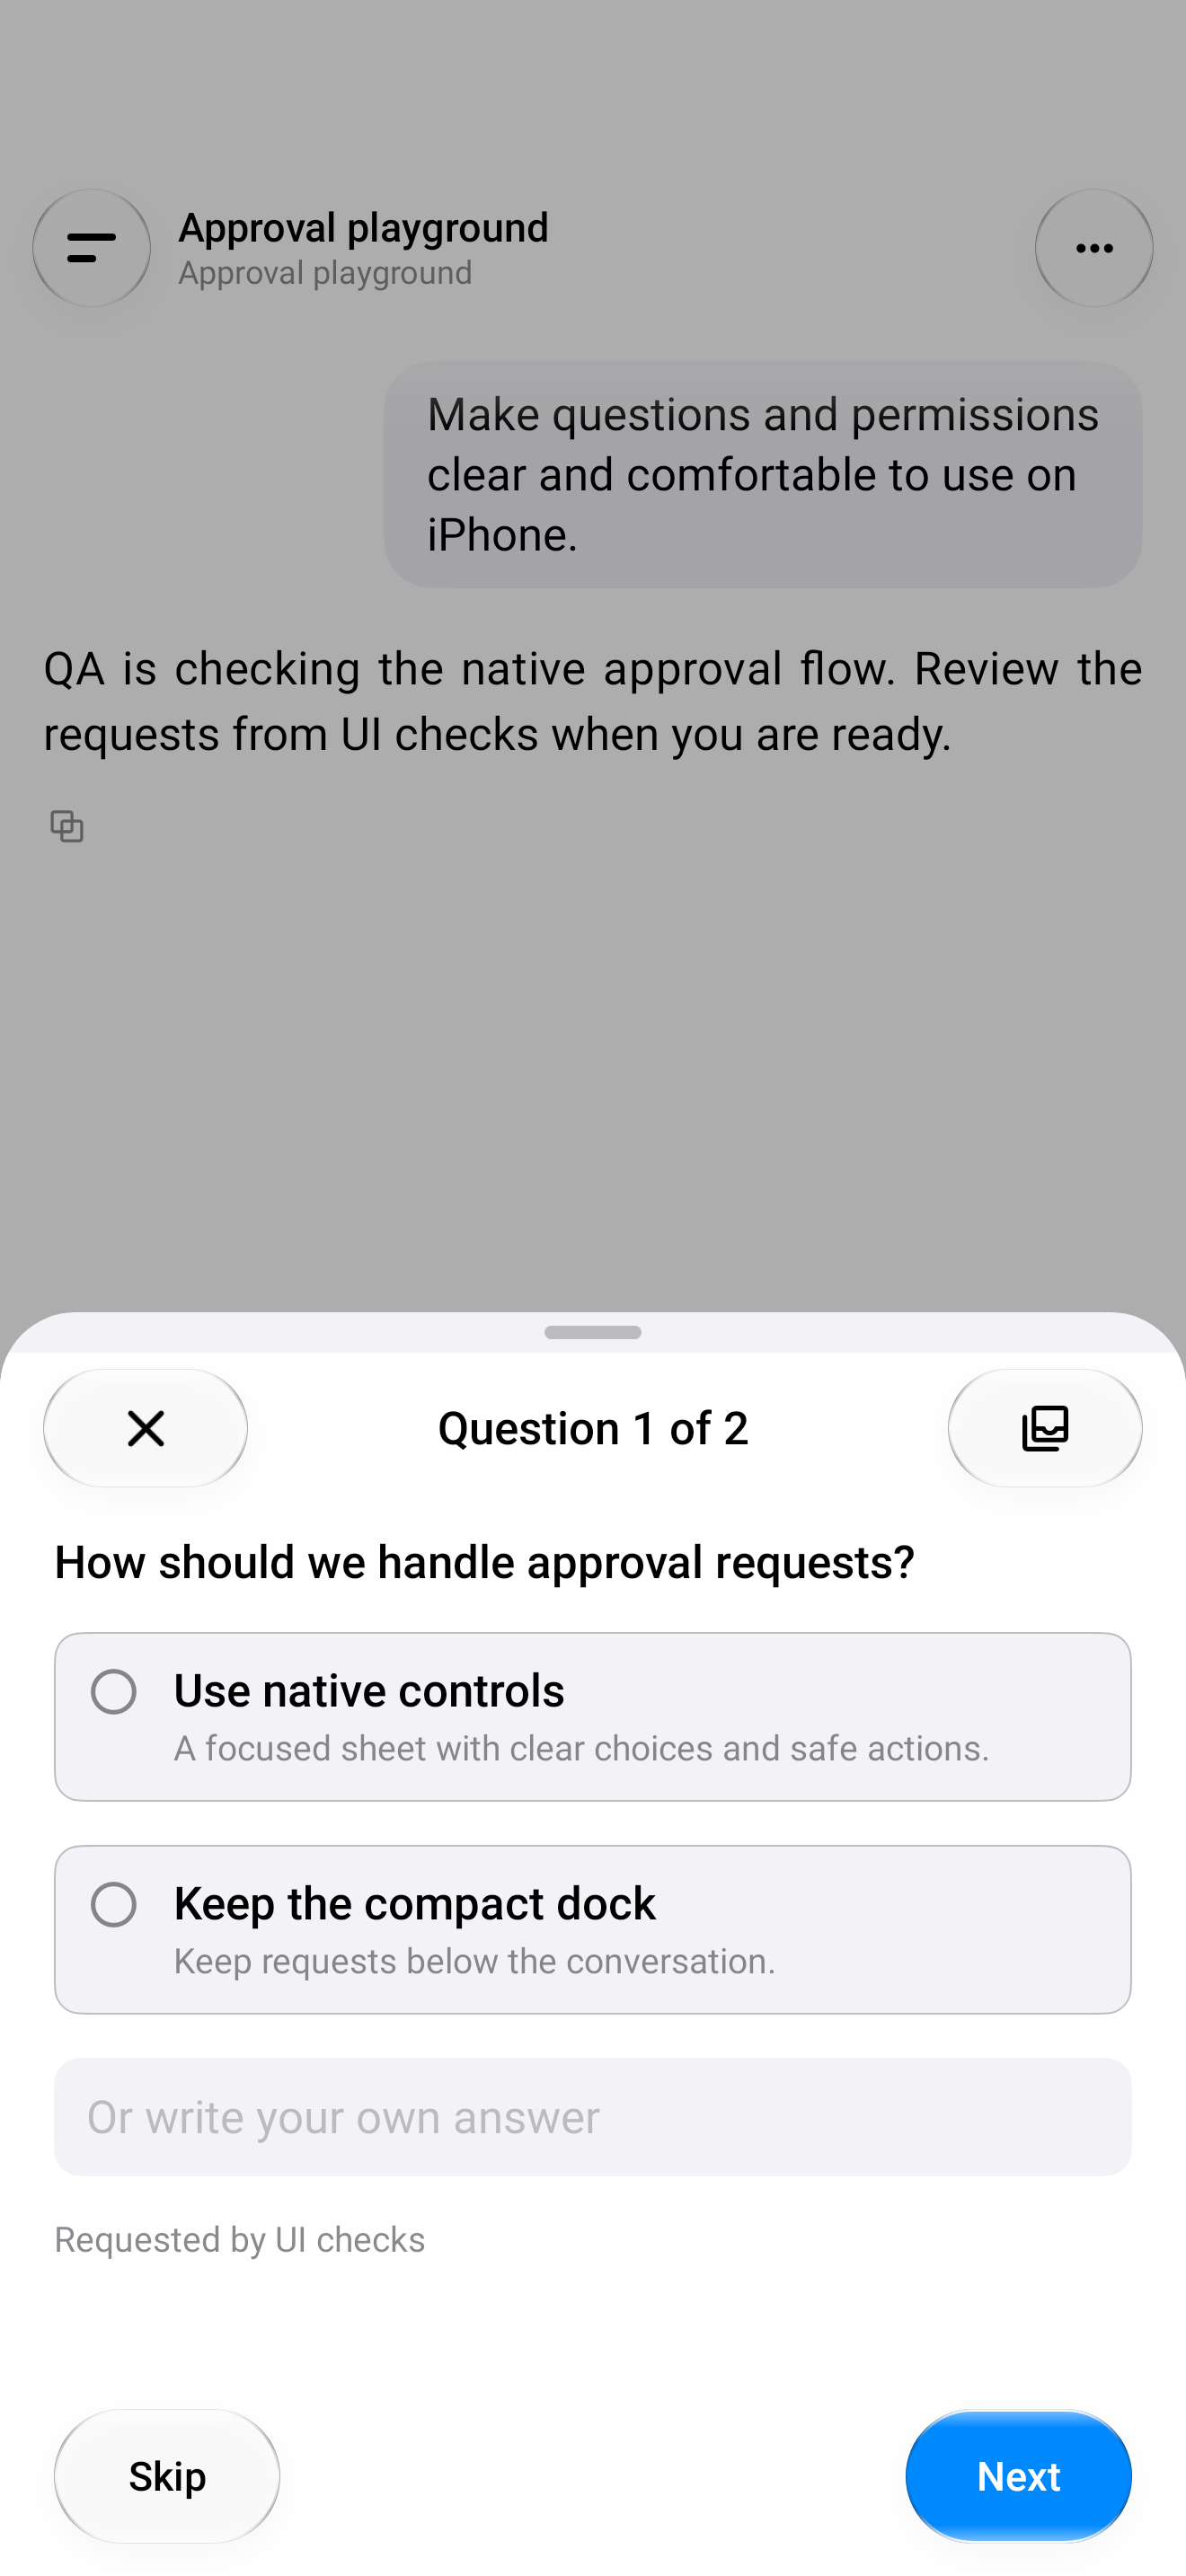 Approval playground
Approval playground
Make questions and permissions
clear and comfortable to use on
iPhone.
QA is checking the native approval flow. Review the
requests from UI checks when you are ready.
Question 1 of 2
How should we handle approval requests?
Use native controls
A focused sheet with clear choices and safe actions.
Keep the compact dock
Keep requests below the conversation.
Or write your own answer
Requested by UI checks
Skip
Next